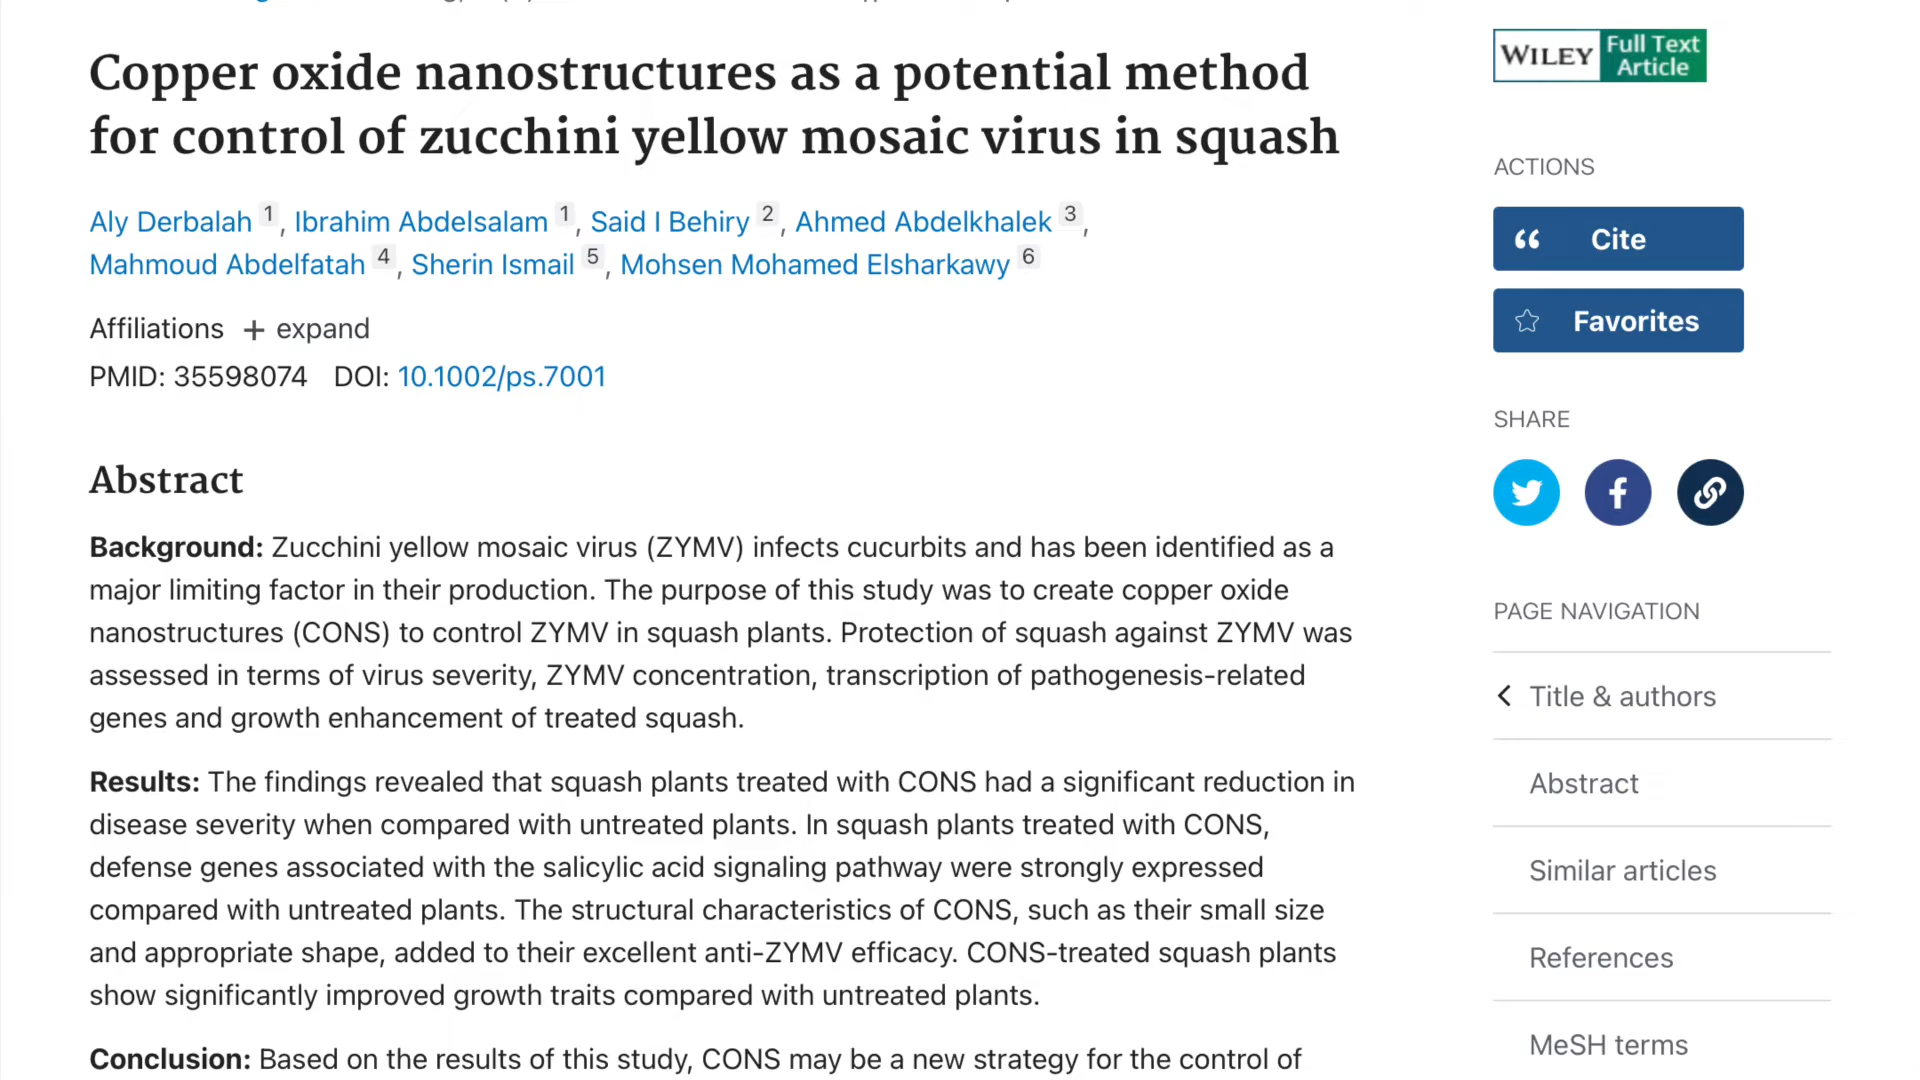 Copper oxide nanostructures as a potential method
for control of zucchini yellow mosaic virus in squash
Aly Derbalah 1, Ibrahim Abdelsalam 1, Said I Behiry 2, Ahmed Abdelkhalek 3,
Mahmoud Abdelfatah 4, Sherin Ismail 5, Mohsen Mohamed Elsharkawy 6
Affiliations + expand
PMID: 35598074 DOI: 10.1002/ps.7001
Abstract
Background: Zucchini yellow mosaic virus (ZYMV) infects cucurbits and has been identified as a
major limiting factor in their production. The purpose of this study was to create copper oxide
nanostructures (CONS) to control ZYMV in squash plants. Protection of squash against ZYMV was
assessed in terms of virus severity, ZYMV concentration, transcription of pathogenesis-related
genes and growth enhancement of treated squash.
Results: The findings revealed that squash plants treated with CONS had a significant reduction in
disease severity when compared with untreated plants. In squash plants treated with CONS,
defense genes associated with the salicylic acid signaling pathway were strongly expressed
compared with untreated plants. The structural characteristics of CONS, such as their small size
and appropriate shape, added to their excellent anti-ZYMV efficacy. CONS-treated squash plants
show significantly improved growth traits compared with untreated plants.
Conclusion: Based on the results of this study, CONS may be a new strategy for the control of
WILEY Full Text
Article
ACTIONS
Cite
Favorites
SHARE
PAGE NAVIGATION
Title & authors
Abstract
Similar articles
References
MeSH terms